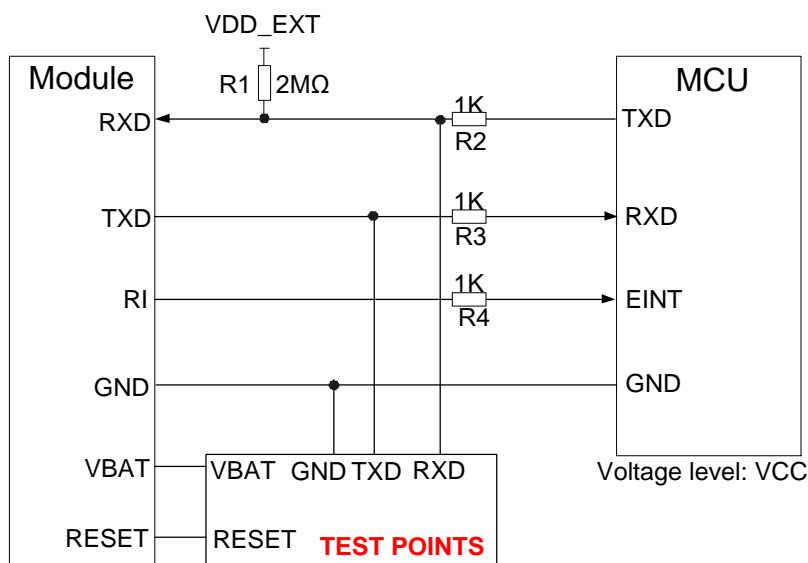 VDD_EXT
Module
R1
2MΩ
MCU
1K
RXD
TXD
R2
1K
TXD
RXD
R3
1K
RI
EINT
R4
GND
GND
VBAT
VBAT
GND
TXD
RXD
Voltage level: VCC
RESET
RESET
TEST POINTS